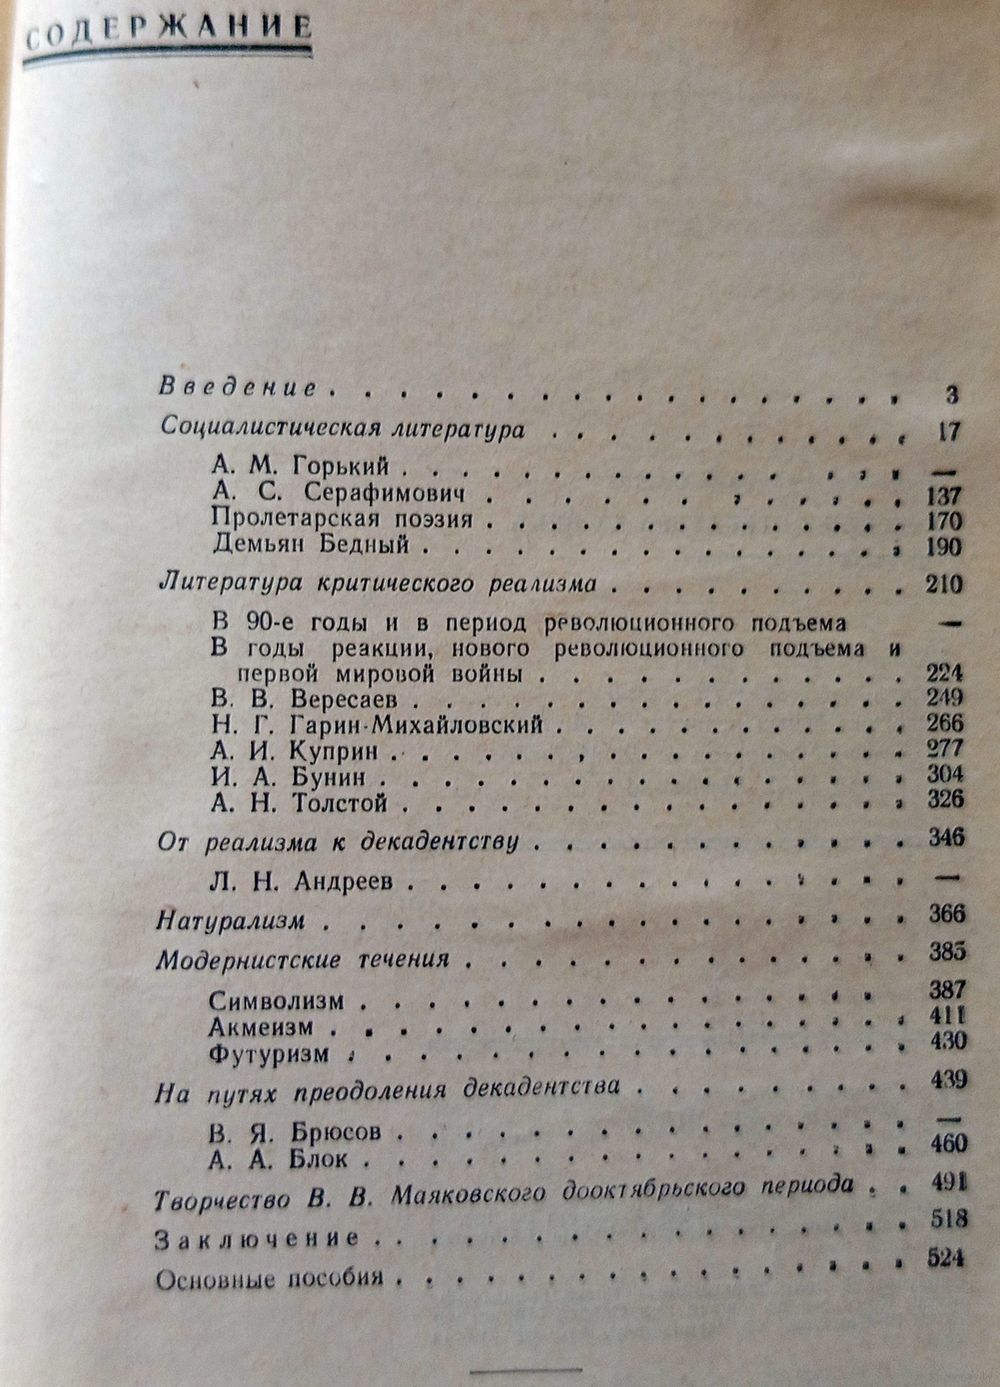 СОДЕРЖАНИЕ
Введение . . . . . . . . . . . . . . . . . 3
Социалистическая литература . . . . . . . . . . . 17
А. М. Горький . . . . . . . . . . . . . . —
А. С. Серафимович . . . . . . . . . . . . 137
Пролетарская поэзия . . . . . . . . . . . . 170
Демьян Бедный . . . . . . . . . . . . . . 190
Литература критического реализма . . . . . . . . . 210
В 90-е годы и в период революционного подъема —
В годы реакции, нового революционного подъема и
первой мировой войны . . . . . . . . . . . 224
В. В. Вересаев . . . . . . . . . . . . . . 249
Н. Г. Гарин-Михайловский . . . . . . . . . . 266
А. И. Куприн . . . . . . . . . . . . . . . 277
И. А. Бунин . . . . . . . . . . . . . . . 304
А. Н. Толстой . . . . . . . . . . . . . . 326
От реализма к декадентству . . . . . . . . . . . 346
Л. Н. Андреев . . . . . . . . . . . . . . —
Натурализм . . . . . . . . . . . . . . . . . 366
Модернистские течения . . . . . . . . . . . . . 385
Символизм . . . . . . . . . . . . . . . 387
Акмеизм . . . . . . . . . . . . . . . . 411
Футуризм . . . . . . . . . . . . . . . . 430
На путях преодоления декадентства . . . . . . . . 439
В. Я. Брюсов . . . . . . . . . . . . . . . —
А. А. Блок . . . . . . . . . . . . . . . . 460
Творчество В. В. Маяковского дооктябрьского периода . . 491
Заключение . . . . . . . . . . . . . . . . 518
Основные пособия . . . . . . . . . . . . . . . 524